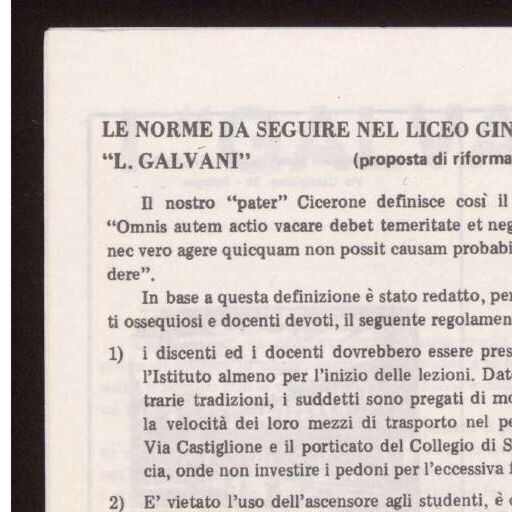 LE NORME DA SEGUIRE NEL LICEO GIN
“L. GALVANI” (proposta di riforma
Il nostro “pater” Cicerone definisce così il
“Omnis autem actio vacare debet temeritate et neg
nec vero agere quicquam non possit causam probabi
dere”.
In base a questa definizione è stato redatto, per
ti ossequiosi e docenti devoti, il seguente regolamen
1) i discenti ed i docenti dovrebbero essere pres
l’Istituto almeno per l’inizio delle lezioni. Dat
trarie tradizioni, i suddetti sono pregati di mo
la velocità dei loro mezzi di trasporto nel pe
Via Castiglione e il porticato del Collegio di S
cia, onde non investire i pedoni per l’eccessiva f
2) E’ vietato l’uso dell’ascensore agli studenti, è